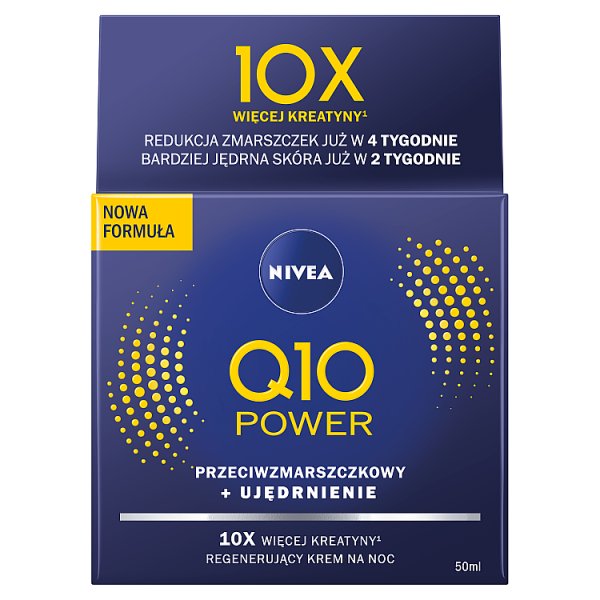 10X
WIĘCEJ KREATYNY¹
REDUKCJA ZMARSZCZEK JUŻ W 4 TYGODNIE
BARDZIEJ JĘDRNA SKÓRA JUŻ W 2 TYGODNIE
NOWA
FORMUŁA
NIVEA
Q10
POWER
PRZECIWZMARSZCZKOWY
+ UJĘDRNIENIE
10X WIĘCEJ KREATYNY¹
REGENERUJĄCY KREM NA NOC
50ml